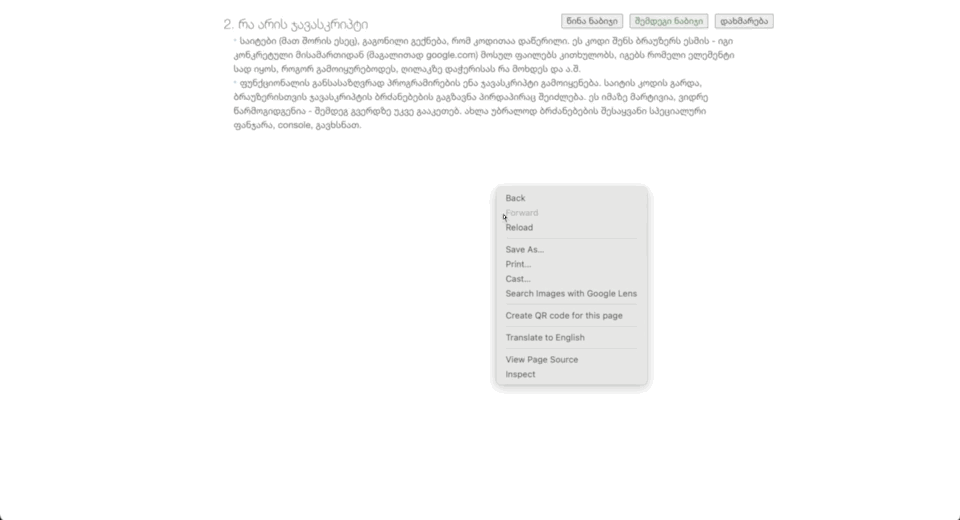 2. რა არის ჯავასკრიპტი
წინა ნაბიჯი
შემდეგი ნაბიჯი
დახმარება
· საიტები (მათ შორის ესეც), გაგონილი გექნება, რომ კოდითაა დაწერილი. ეს კოდი შენს ბრაუზერს ესმის - იგი
კონკრეტული მისამართიდან (მაგალითად google.com) მოსულ ფაილებს კითხულობს, იგებს რომელი ელემენტი
სად იყოს, როგორ გამოიყურებოდეს, ღილაკზე დაჭერისას რა მოხდეს და ა.შ.
· ფუნქციონალის განსასაზღვრად პროგრამირების ენა ჯავასკრიპტი გამოიყენება. საიტის კოდის გარდა,
ბრაუზერისთვის ჯავასკრიპტის ბრძანებების გაგზავნა პირდაპირაც შეიძლება. ეს იმაზე მარტივია, ვიდრე
წარმოგიდგენია - შემდეგ გვერდზე უკვე გააკეთებ. ახლა უბრალოდ ბრძანებების შესაყვანი სპეციალური
ფანჯარა, console, გავხსნათ.
Back
Forward
Reload
Save As...
Print...
Cast...
Search Images with Google Lens
Create QR code for this page
Translate to English
View Page Source
Inspect